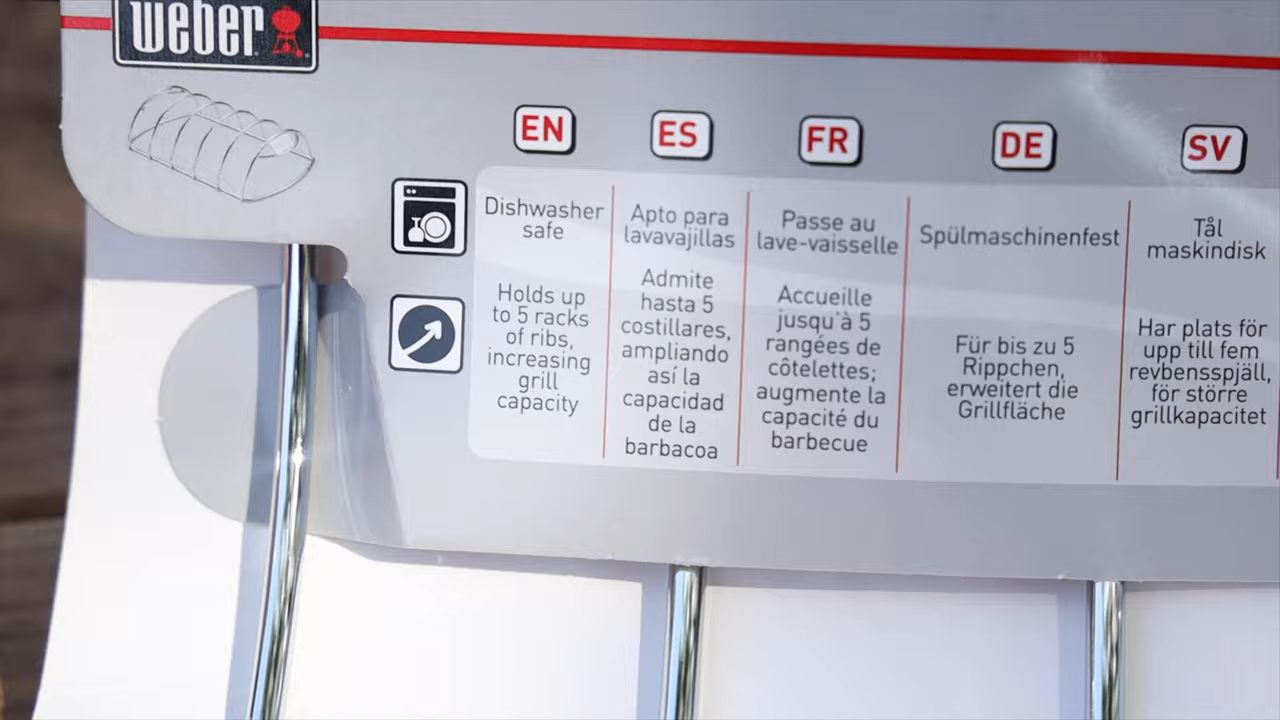 weber
EN
ES
FR
DE
SV
Dishwasher
safe
Apto para
lavavajillas
Passe au
lave-vaisselle
Spülmaschinenfest
Tål
maskindisk
Holds up
to 5 racks
of ribs,
increasing
grill
capacity
Admite
hasta 5
costillares,
ampliando
así la
capacidad
de la
barbacoa
Accueille
jusqu'à 5
rangées de
côtelettes;
augmente la
capacité du
barbecue
Für bis zu 5
Rippchen,
erweitert die
Grillfläche
Har plats för
upp till fem
revbensspjäll,
för större
grillkapacitet